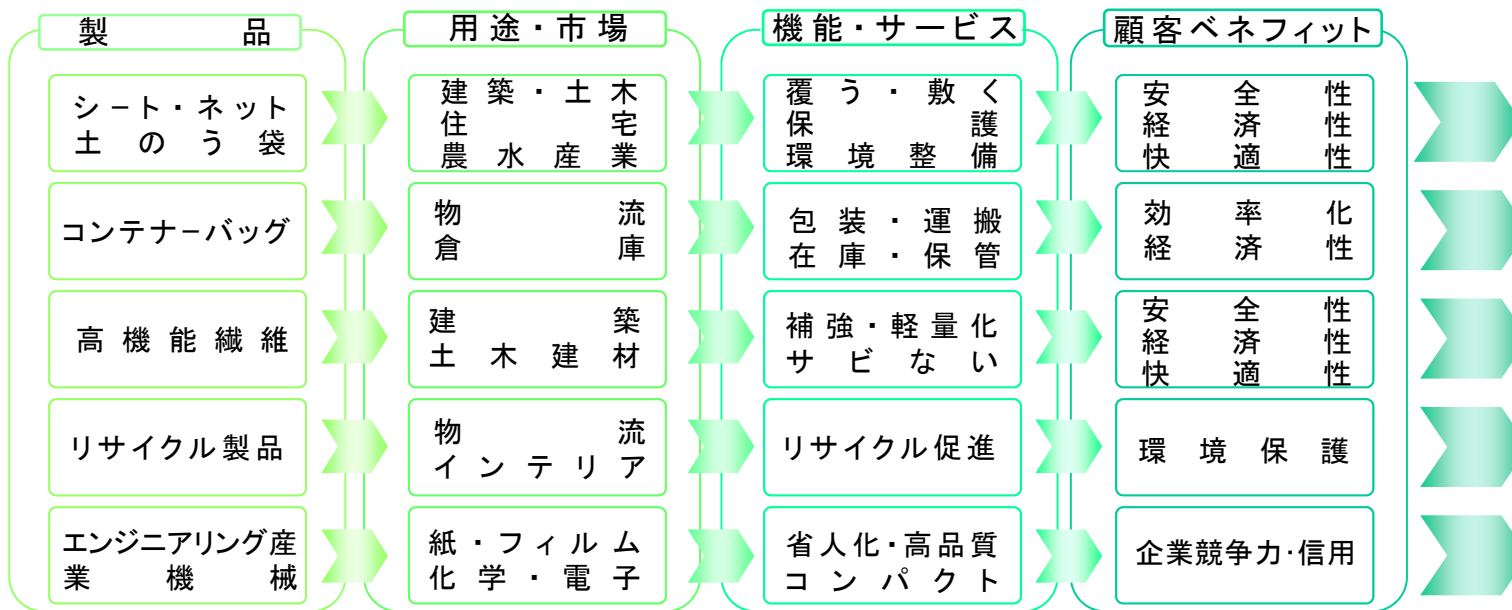 製品
用途・市場
機能・サービス
顧客ベネフィット
シート・ネット
土のう袋
建築・土木
住宅
農水産業
覆う・敷く
保護
環境整備
安全性
経済性
快適性
コンテナーバッグ
物流
倉庫
包装・運搬
在庫・保管
効率化
経済性
高機能繊維
建築
土木建材
補強・軽量化
サビない
安全性
経済性
快適性
リサイクル製品
物流
インテリア
リサイクル促進
環境保護
エンジニアリング産
業機械
紙・フィルム
化学・電子
省人化・高品質
コンパクト
企業競争力・信用